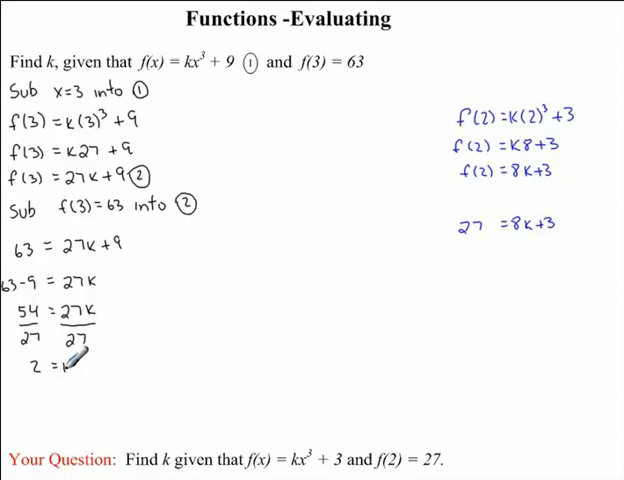 Functions -Evaluating
Find k, given that f(x) = kx³ + 9 ① and f(3) = 63
Sub x=3 into ①
f(3) = k(3)³ + 9
f(3) = k27 + 9
f(3) = 27k + 9 ②
Sub f(3)=63 into ②
63 = 27k + 9
63-9 = 27k
54 = 27k
27 27
2 =
f(2) = k(2)³ + 3
f(2) = k8 + 3
f(2) = 8k + 3
27 = 8k + 3
Your Question: Find k given that f(x) = kx³ + 3 and f(2) = 27.